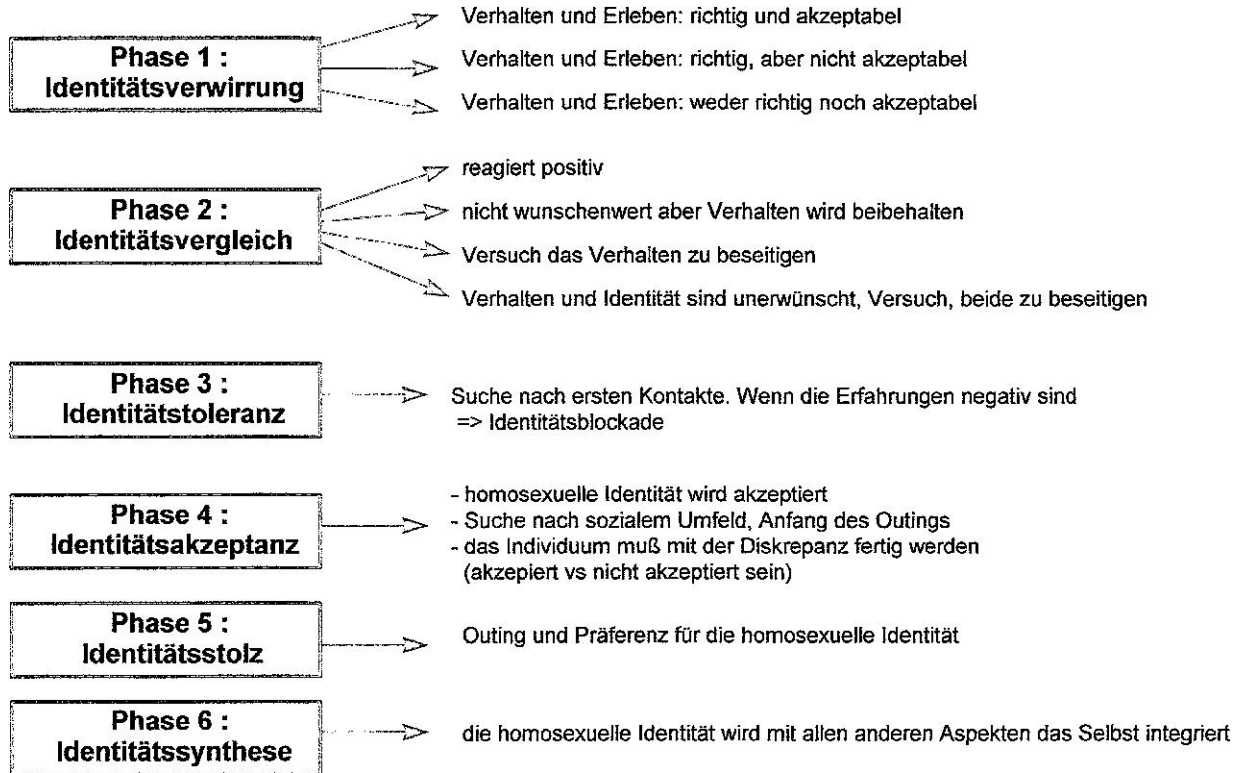 Phase 1 :
Identitätsverwirrung
Verhalten und Erleben: richtig und akzeptabel
Verhalten und Erleben: richtig, aber nicht akzeptabel
Verhalten und Erleben: weder richtig noch akzeptabel
Phase 2 :
Identitätsvergleich
reagiert positiv
nicht wunschenwert aber Verhalten wird beibehalten
Versuch das Verhalten zu beseitigen
Verhalten und Identität sind unerwünscht, Versuch, beide zu beseitigen
Phase 3 :
Identitätstoleranz
Suche nach ersten Kontakte. Wenn die Erfahrungen negativ sind
=> Identitätsblockade
Phase 4 :
Identitätsakzeptanz
- homosexuelle Identität wird akzeptiert
- Suche nach sozialem Umfeld, Anfang des Outings
- das Individuum muß mit der Diskrepanz fertig werden
(akzepiert vs nicht akzeptiert sein)
Phase 5 :
Identitätsstolz
Outing und Präferenz für die homosexuelle Identität
Phase 6 :
Identitätssynthese
die homosexuelle Identität wird mit allen anderen Aspekten das Selbst integriert